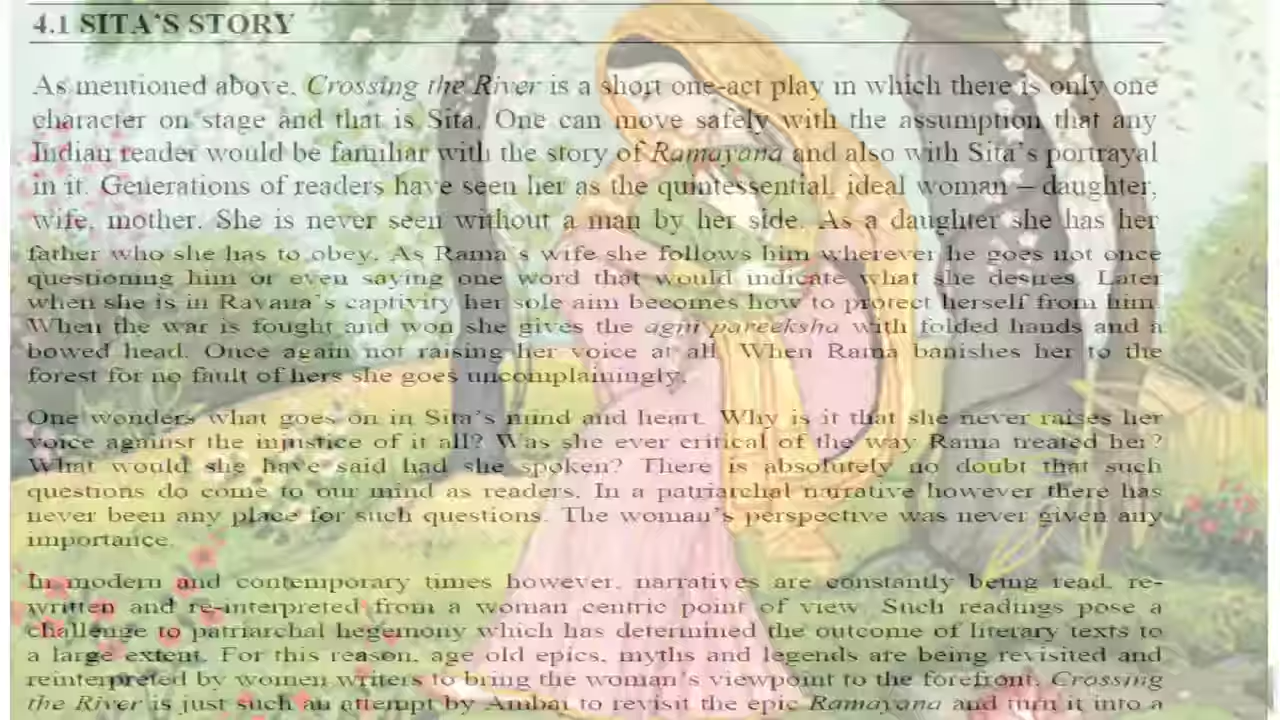 4.1 SITA'S STORY
As mentioned above, Crossing the River is a short one-act play in which there is only one
character on stage and that is Sita. One can move safely with the assumption that any
Indian reader would be familiar with the story of Ramayana and also with Sita's portrayal
in it. Generations of readers have seen her as the quintessential, ideal woman – daughter,
wife, mother. She is never seen without a man by her side. As a daughter she has her
father who she has to obey. As Rama's wife she follows him wherever he goes not once
questioning him or even saying one word that would indicate what she desires. Later
when she is in Ravana's captivity her sole aim becomes how to protect herself from him.
When the war is fought and won she gives the agni pareeksha with folded hands and a
bowed head. Once again not raising her voice at all. When Rama banishes her to the
forest for no fault of hers she goes uncomplainingly.
One wonders what goes on in Sita's mind and heart. Why is it that she never raises her
voice against the injustice of it all? Was she ever critical of the way Rama treated her?
What would she have said had she spoken? There is absolutely no doubt that such
questions do come to our mind as readers. In a patriarchal narrative however there has
never been any place for such questions. The woman's perspective was never given any
importance.
In modern and contemporary times however, narratives are constantly being read, re-
written and re-interpreted from a woman centric point of view. Such readings pose a
challenge to patriarchal hegemony which has determined the outcome of literary texts to
a large extent. For this reason, age old epics, myths and legends are being revisited and
reinterpreted by women writers to bring the woman's viewpoint to the forefront. Crossing
the River is just such an attempt by Ambai to revisit the epic Ramayana and turn it into a